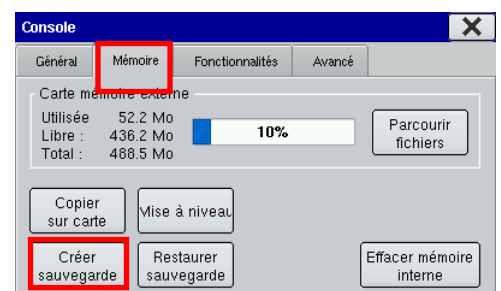 Console
Général Mémoire Fonctionnalités Avancé
Carte mémoire externe
Utilisée 52.2 Mo
Libre : 436.2 Mo
Total : 488.5 Mo
10%
Parcourir
fichiers
Copier
sur carte
Mise à niveau
Créer
sauvegarde
Restaurer
sauvegarde
Effacer mémoire
interne